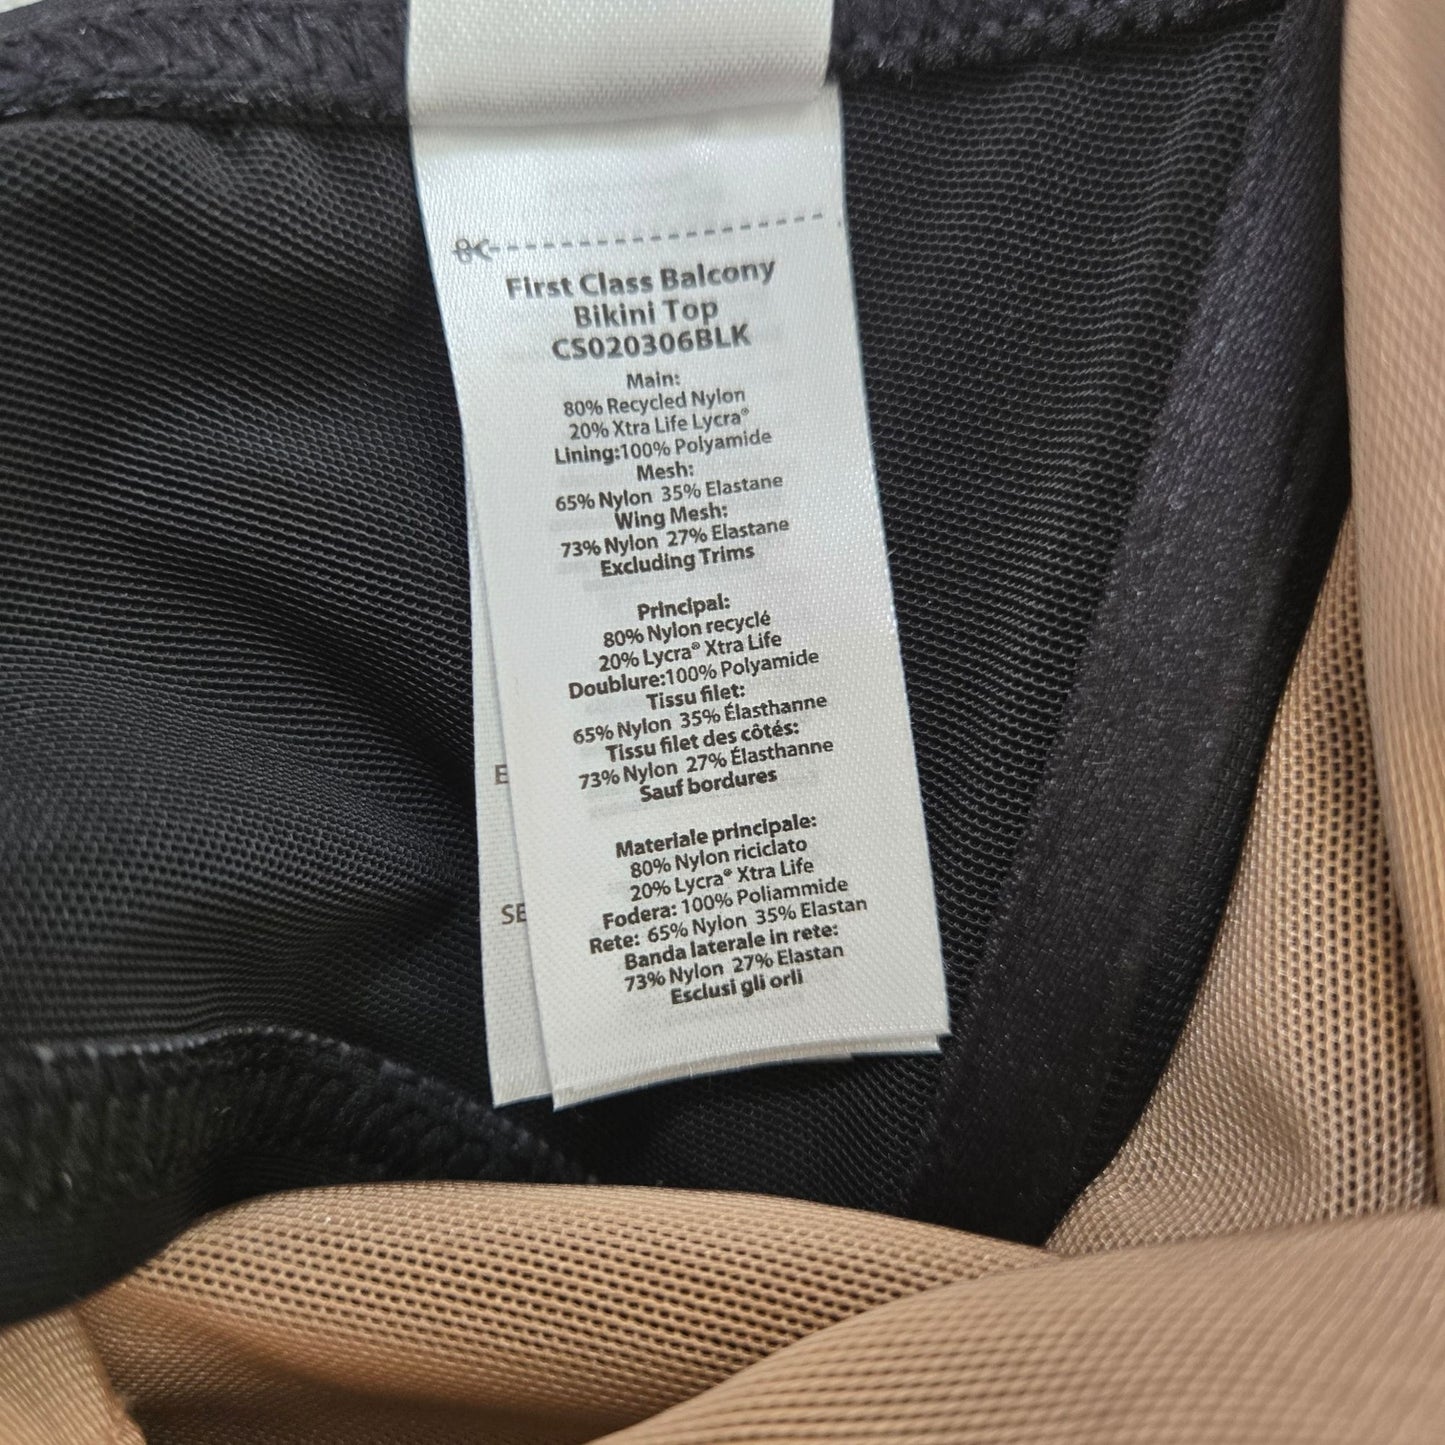 First Class Balcony
Bikini Top
CS020306BLK
Main:
80% Recycled Nylon
20% Xtra Life Lycra®
Lining:100% Polyamide
Mesh:
65% Nylon 35% Elastane
Wing Mesh:
73% Nylon 27% Elastane
Excluding Trims
Principal:
80% Nylon recyclé
20% Lycra® Xtra Life
Doublure:100% Polyamide
Tissu filet:
65% Nylon 35% Élasthanne
Tissu filet des côtés:
73% Nylon 27% Élasthanne
Sauf bordures
Materiale principale:
80% Nylon riciclato
20% Lycra® Xtra Life
Fodera: 100% Poliammide
Rete: 65% Nylon 35% Elastan
Banda laterale in rete:
73% Nylon 27% Elastan
Esclusi gli orli
E
SE